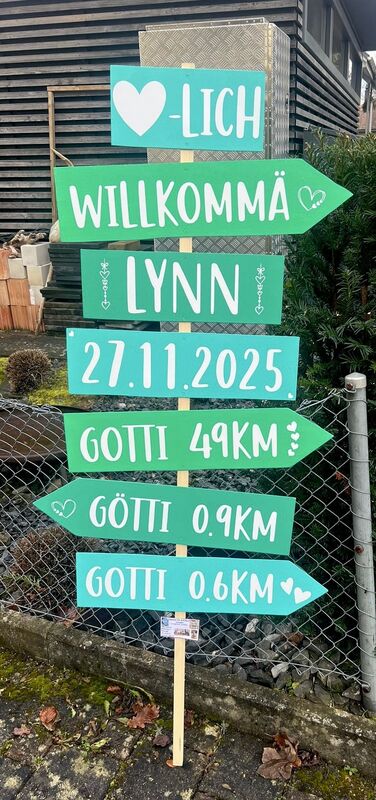 -LICH
WILLKOMMÄ
LYNN
27.11.2025
GOTTI 49KM
GÖTTI 0.9KM
GOTTI 0.6KM